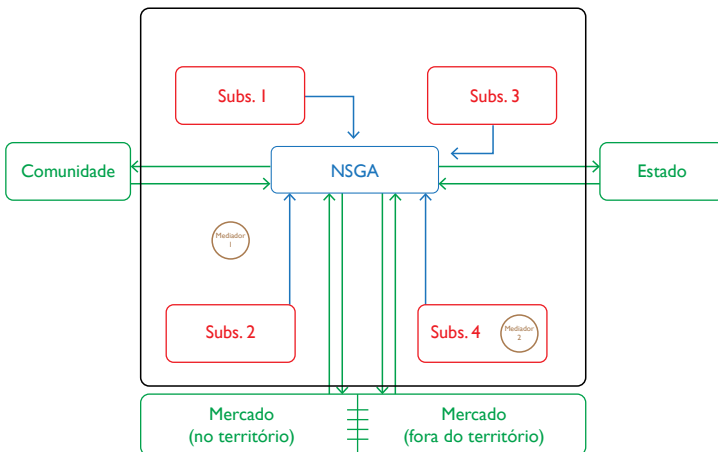 Subs. 1
Subs. 3
Comunidade
NSGA
Estado
Mediador
1
Subs. 2
Subs. 4
Mediador
2
Mercado
(no território)
Mercado
(fora do território)